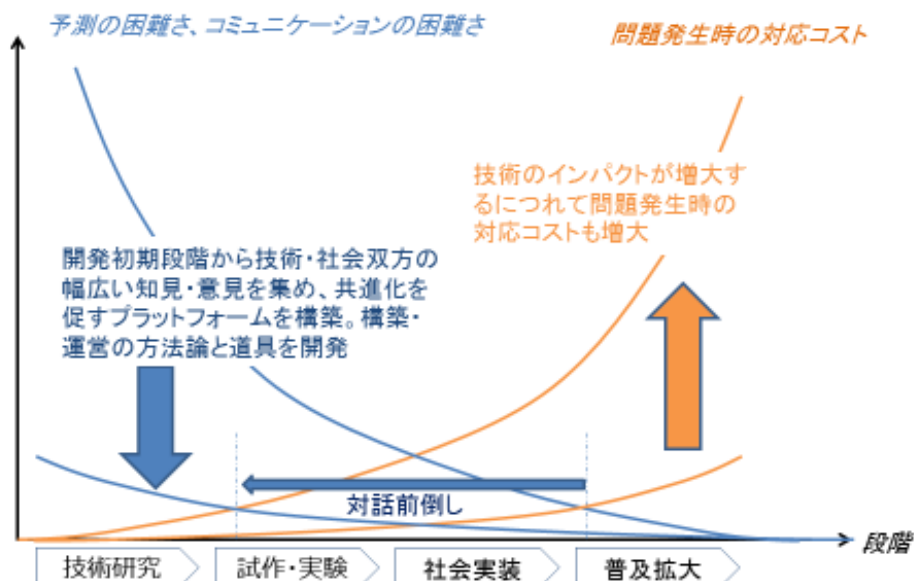 予測の困難さ、コミュニケーションの困難さ
問題発生時の対応コスト
技術のインパクトが増大す
るにつれて問題発生時の
対応コストも増大
開発初期段階から技術・社会双方の
幅広い知見・意見を集め、共進化を
促すプラットフォームを構築。構築・
運営の方法論と道具を開発
対話前倒し
段階
技術研究
試作・実験
社会実装
普及拡大